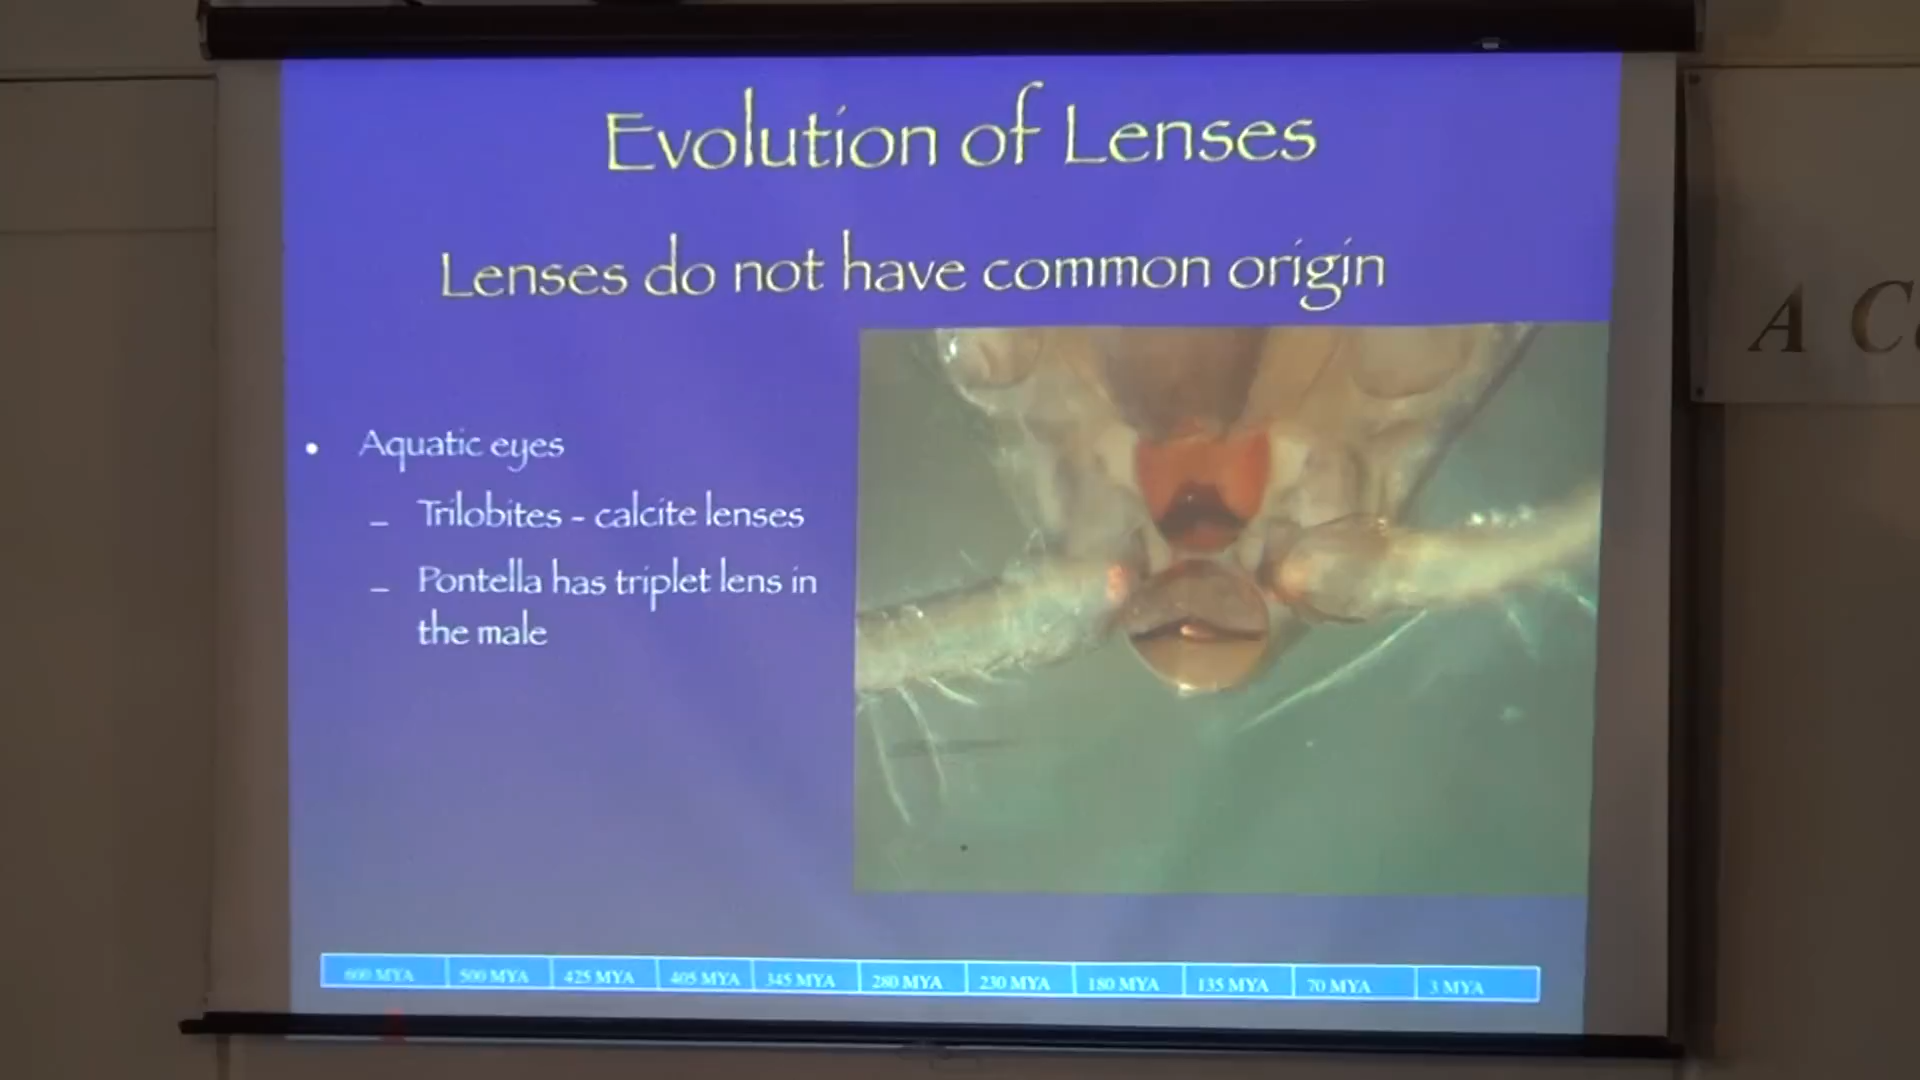 Evolution of Lenses
Lenses do not have common origin
• Aquatic eyes
– Trilobites - calcite lenses
– Pontella has triplet lens in
the male
600 MYA 500 MYA 425 MYA 405 MYA 345 MYA 280 MYA 230 MYA 180 MYA 135 MYA 70 MYA 3 MYA
A C